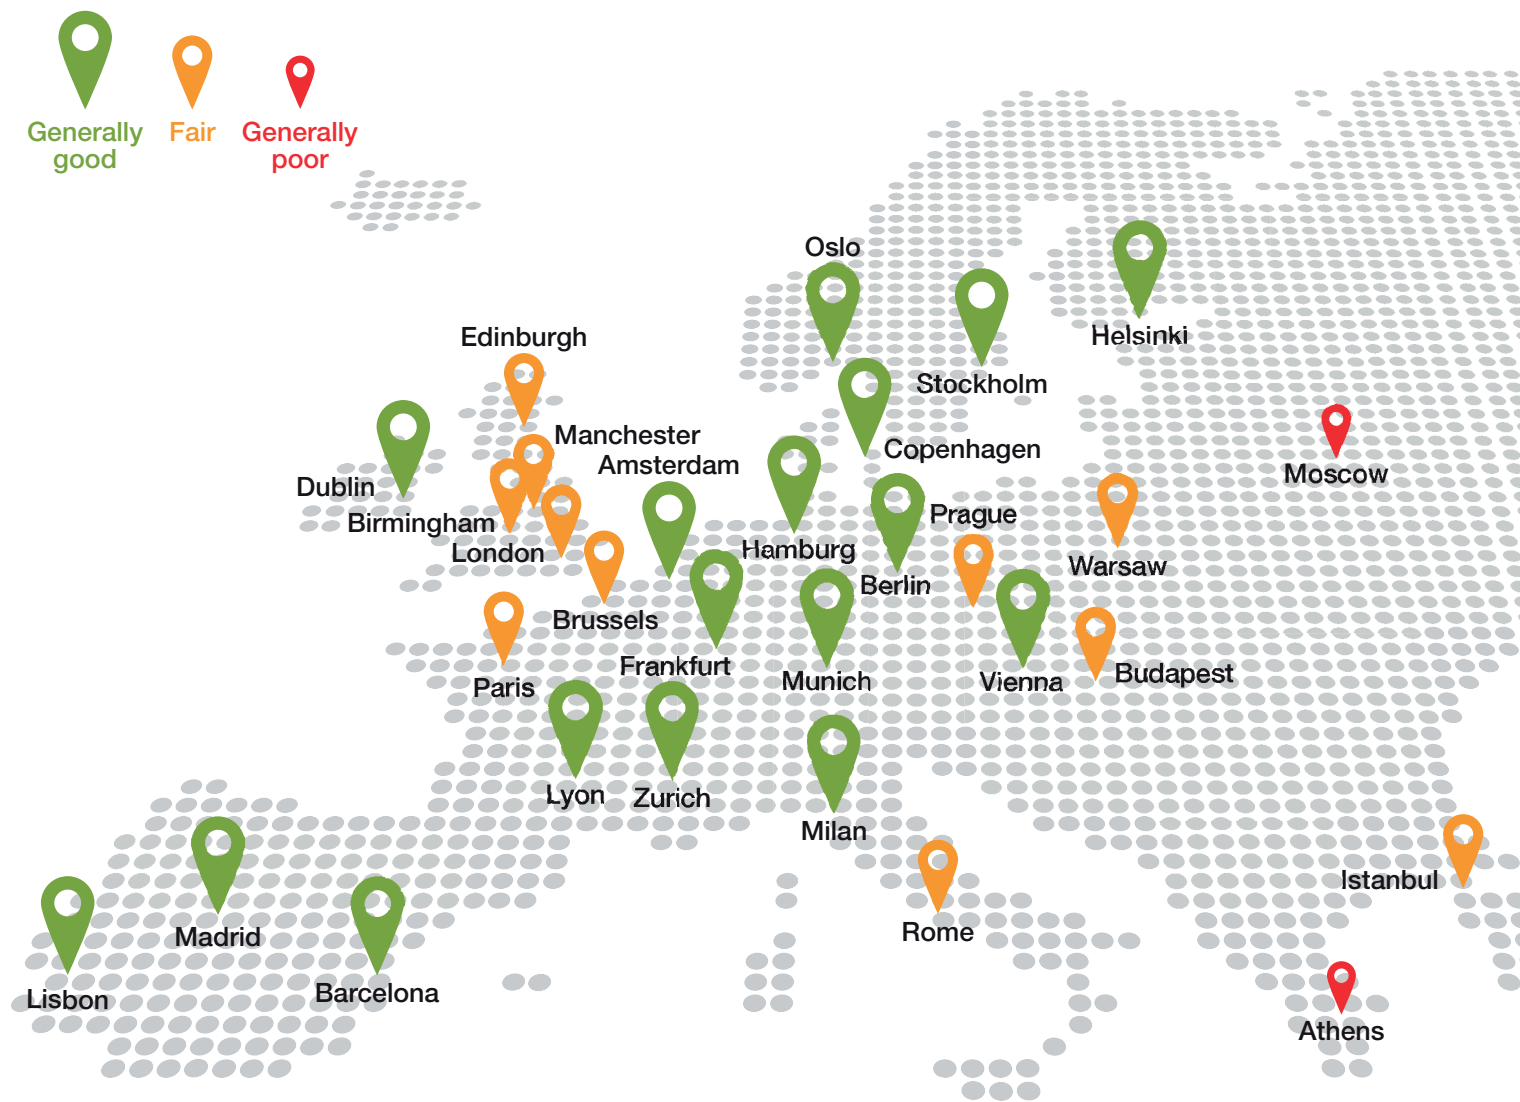 Generally
good
Fair
Generally
poor
Oslo
Helsinki
Edinburgh
Stockholm
Manchester
Copenhagen
Amsterdam
Moscow
Dublin
Prague
Birmingham
London
Hamburg
Warsaw
Berlin
Brussels
Frankfurt
Budapest
Munich
Vienna
Paris
Lyon
Zurich
Milan
Istanbul
Rome
Madrid
Barcelona
Lisbon
Athens